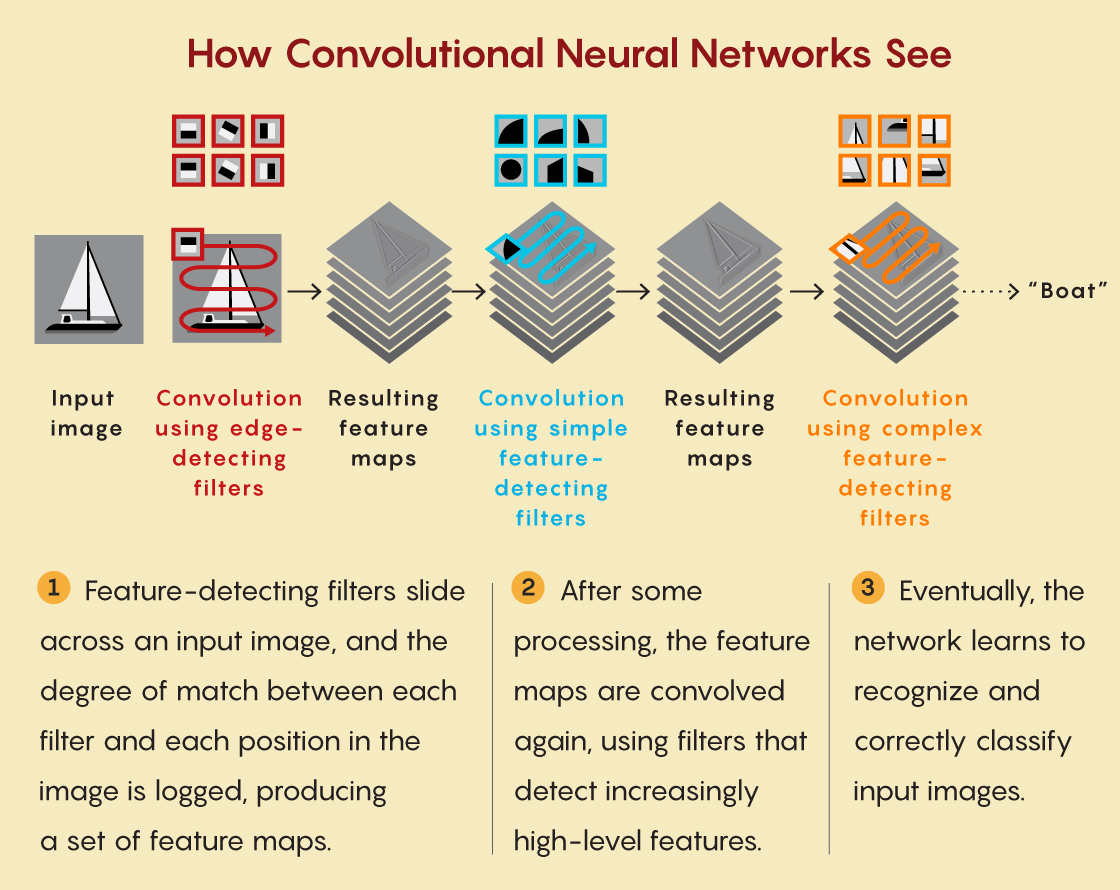 How Convolutional Neural Networks See
“Boat”
Input
image
Convolution
using edge-
detecting
filters
Resulting
feature
maps
Convolution
using simple
feature-
detecting
filters
Resulting
feature
maps
Convolution
using complex
feature-
detecting
filters
1 Feature-detecting filters slide
across an input image, and the
degree of match between each
filter and each position in the
image is logged, producing
a set of feature maps.
2 After some
processing, the feature
maps are convolved
again, using filters that
detect increasingly
high-level features.
3 Eventually, the
network learns to
recognize and
correctly classify
input images.